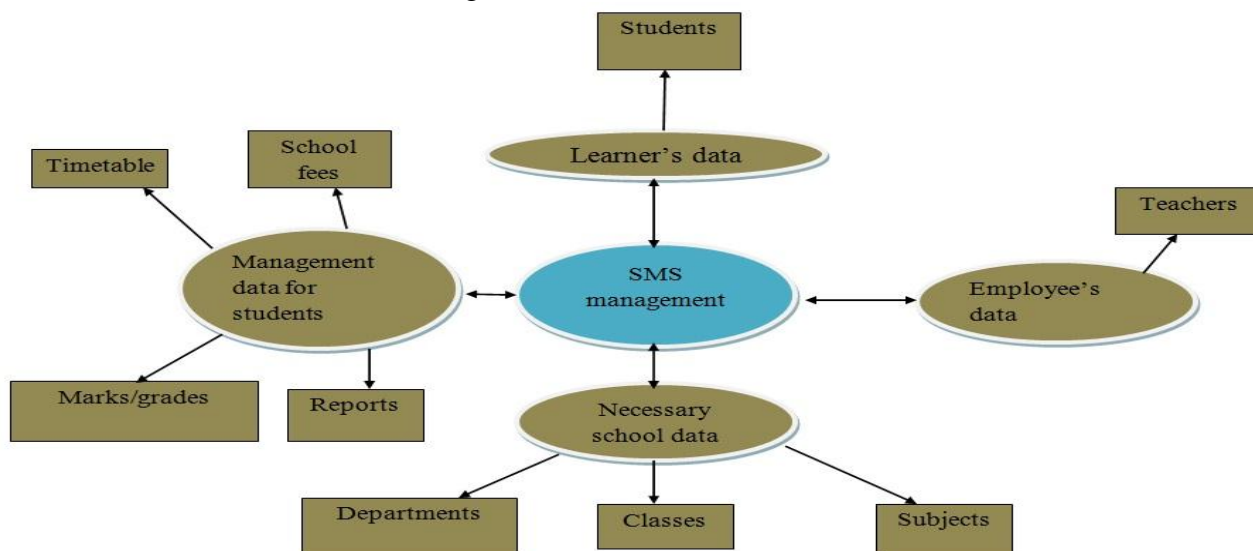 Students
Learner's data
School
fees
Timetable
Teachers
Management
data for
students
SMS
management
Employee's
data
Marks/grades
Reports
Necessary
school data
Departments
Classes
Subjects